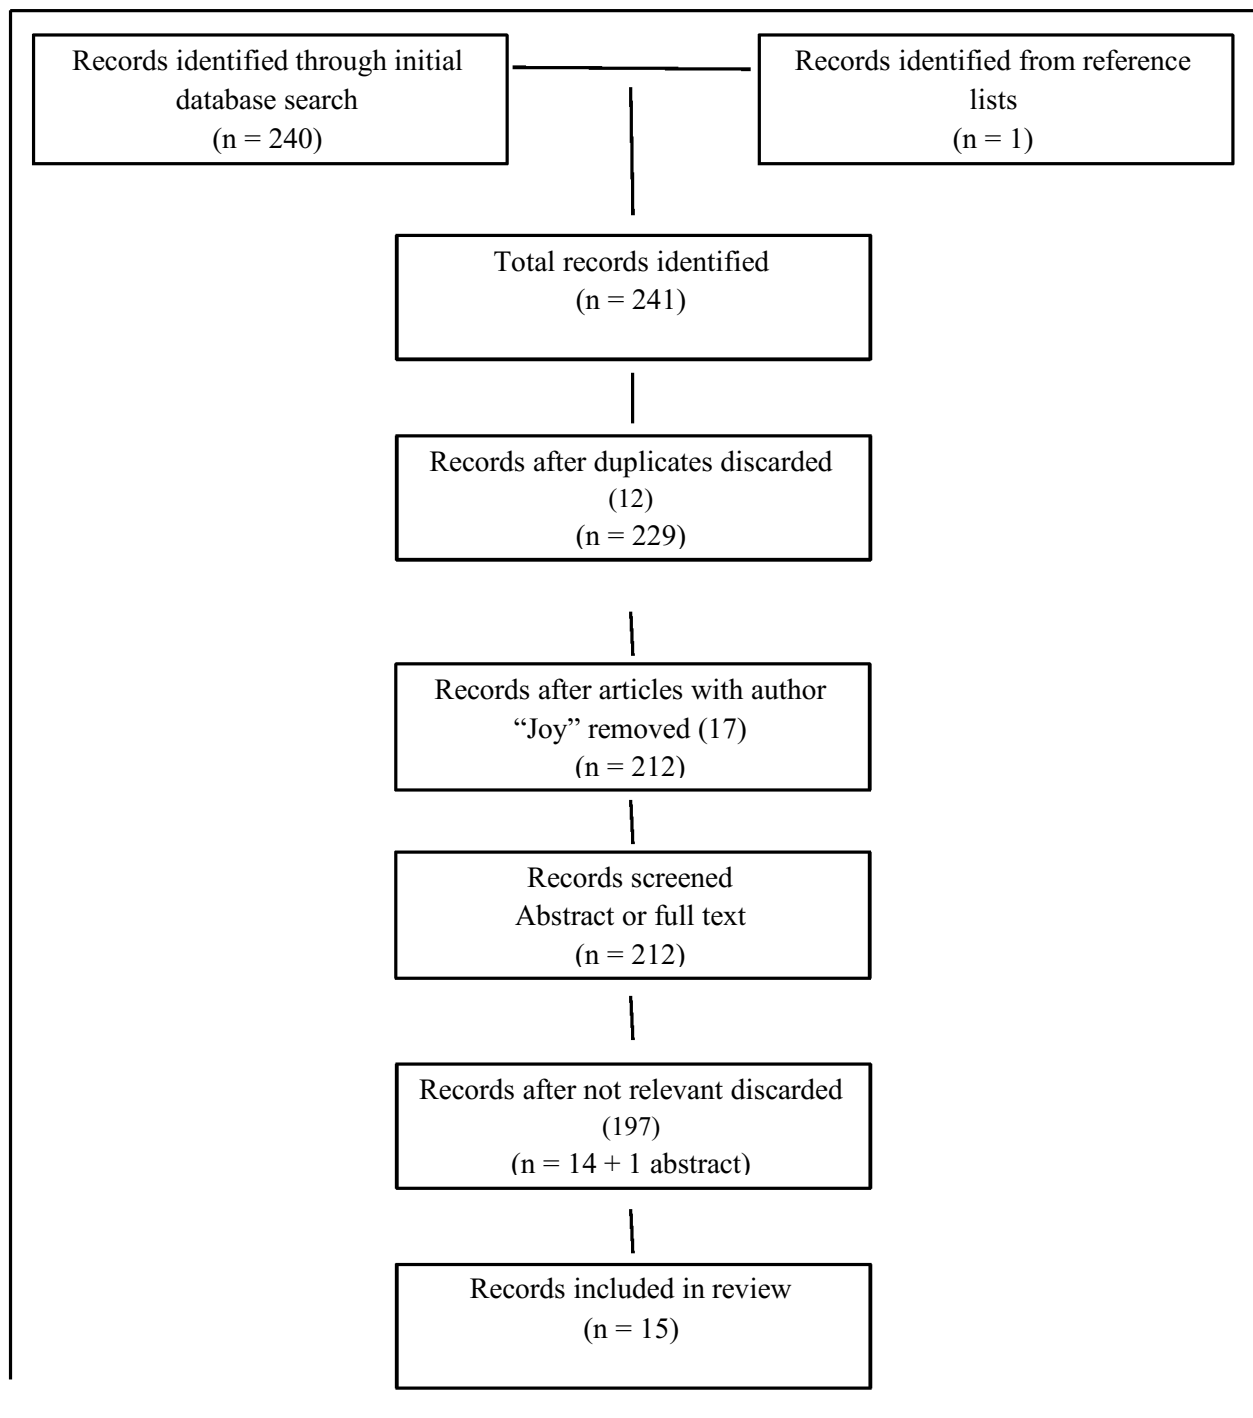 Records identified through initial
database search
(n = 240)
Records identified from reference
lists
(n = 1)
Total records identified
(n = 241)
Records after duplicates discarded
(12)
(n = 229)
Records after articles with author
“Joy” removed (17)
(n = 212)
Records screened
Abstract or full text
(n = 212)
Records after not relevant discarded
(197)
(n = 14 + 1 abstract)
Records included in review
(n = 15)